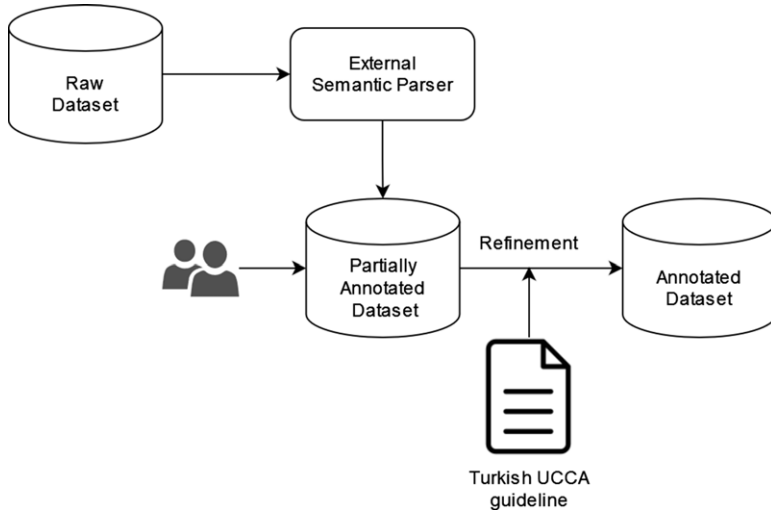 Raw
Dataset
External
Semantic Parser
Partially
Annotated
Dataset
Refinement
Annotated
Dataset
Turkish UCCA
guideline